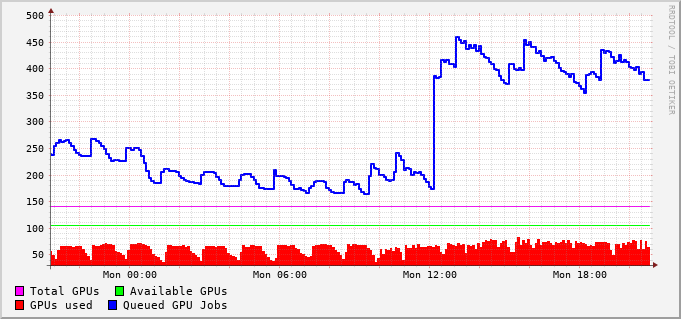 500
450
400
350
300
250
200
150
100
50
Mon 00:00 Mon 06:00 Mon 12:00 Mon 18:00
Total GPUs Available GPUs
GPUs used Queued GPU Jobs
RRDTOOL / TOBI OETIKER